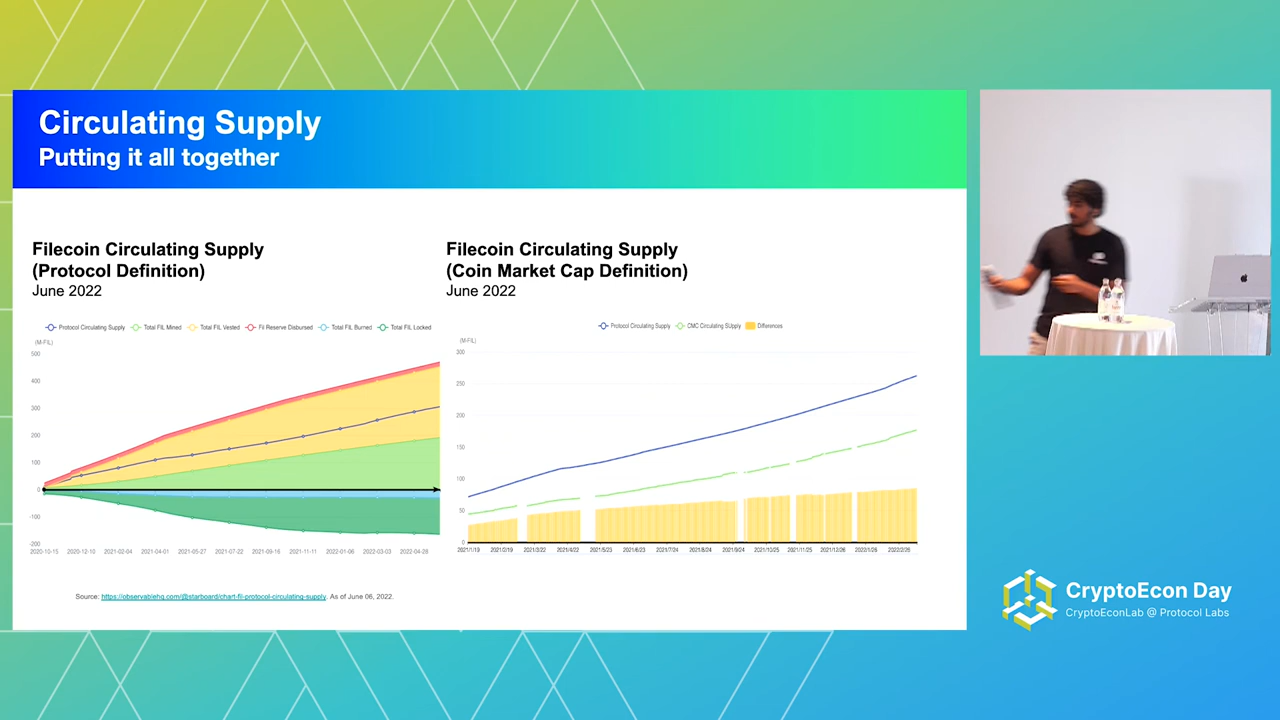 Circulating Supply
Putting it all together
Filecoin Circulating Supply
(Protocol Definition)
June 2022
Protocol Circulating Supply Total FIL Mined Total FIL Vested Fil Reserve Disbursed Total FIL Burned Total FIL Locked
(M-FIL)
500
400
300
200
100
0
-100
-200
2020-10-15 2020-12-10 2021-02-04 2021-04-01 2021-05-27 2021-07-22 2021-09-16 2021-11-11 2022-01-06 2022-03-03 2022-04-28
Filecoin Circulating Supply
(Coin Market Cap Definition)
June 2022
Protocol Circulating Supply CMC Circulating SUpply Differences
(M-FIL)
300
250
200
150
100
50
0
2021/1/19 2021/2/19 2021/3/22 2021/4/22 2021/5/23 2021/6/23 2021/7/24 2021/8/24 2021/9/24 2021/10/25 2021/11/25 2021/12/26 2022/1/26 2022/2/26
Source: https://observablehq.com/@starboard/chart-fil-protocol-circulating-supply. As of June 06, 2022.
CryptoEcon Day
CryptoEconLab @ Protocol Labs